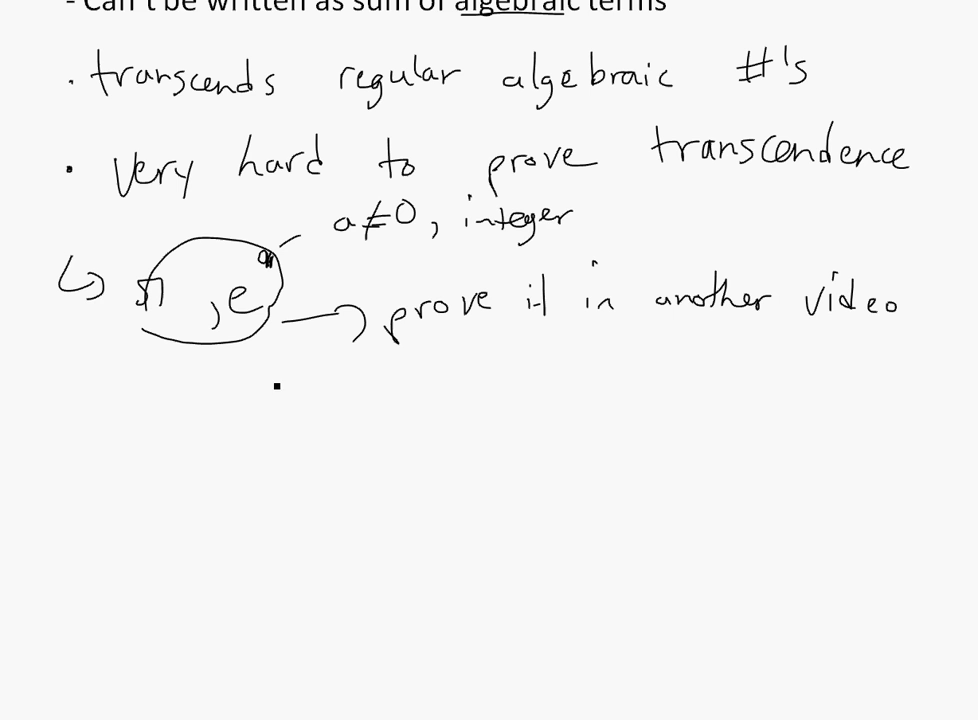 - Can't be written as sum of algebraic terms
. transcends regular algebraic #'s
. Very hard to prove transcendence
a≠0, integer
↳ π, eᵃ → prove it in another video